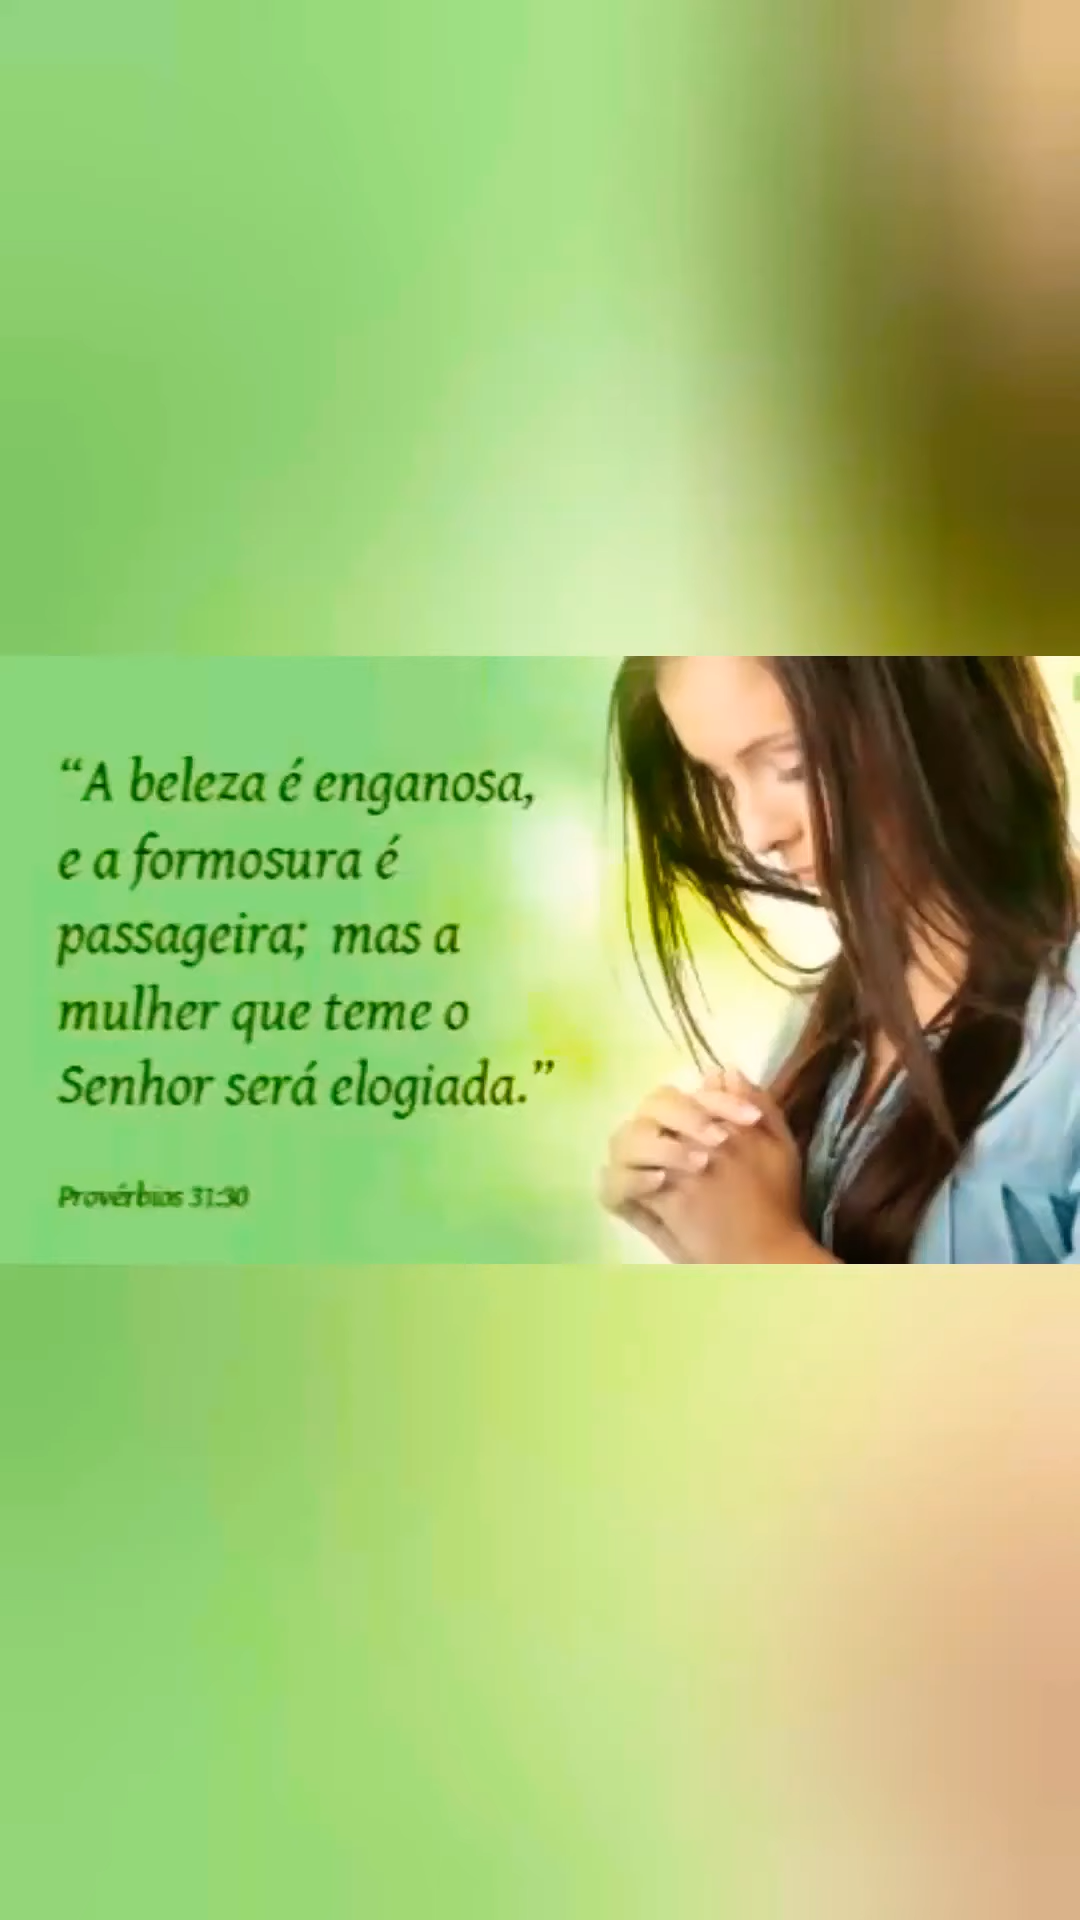 “A beleza é enganosa,
e a formosura é
passageira; mas a
mulher que teme o
Senhor será elogiada.”
Provérbios 31:30